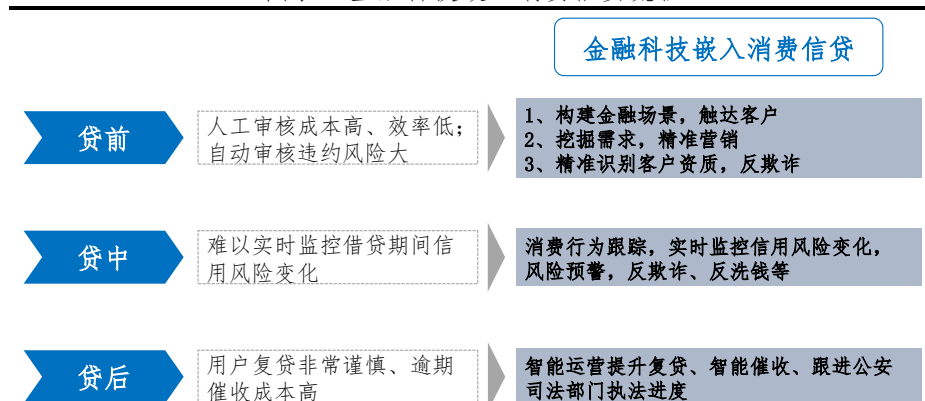 金融科技嵌入消费信贷
贷前
人工审核成本高、效率低;
自动审核违约风险大
1、构建金融场景，触达客户
2、挖掘需求，精准营销
3、精准识别客户资质，反欺诈
贷中
难以实时监控借贷期间信
用风险变化
消费行为跟踪，实时监控信用风险变化，
风险预警，反欺诈、反洗钱等
贷后
用户复贷非常谨慎、逾期
催收成本高
智能运营提升复贷、智能催收、跟进公安
司法部门执法进度